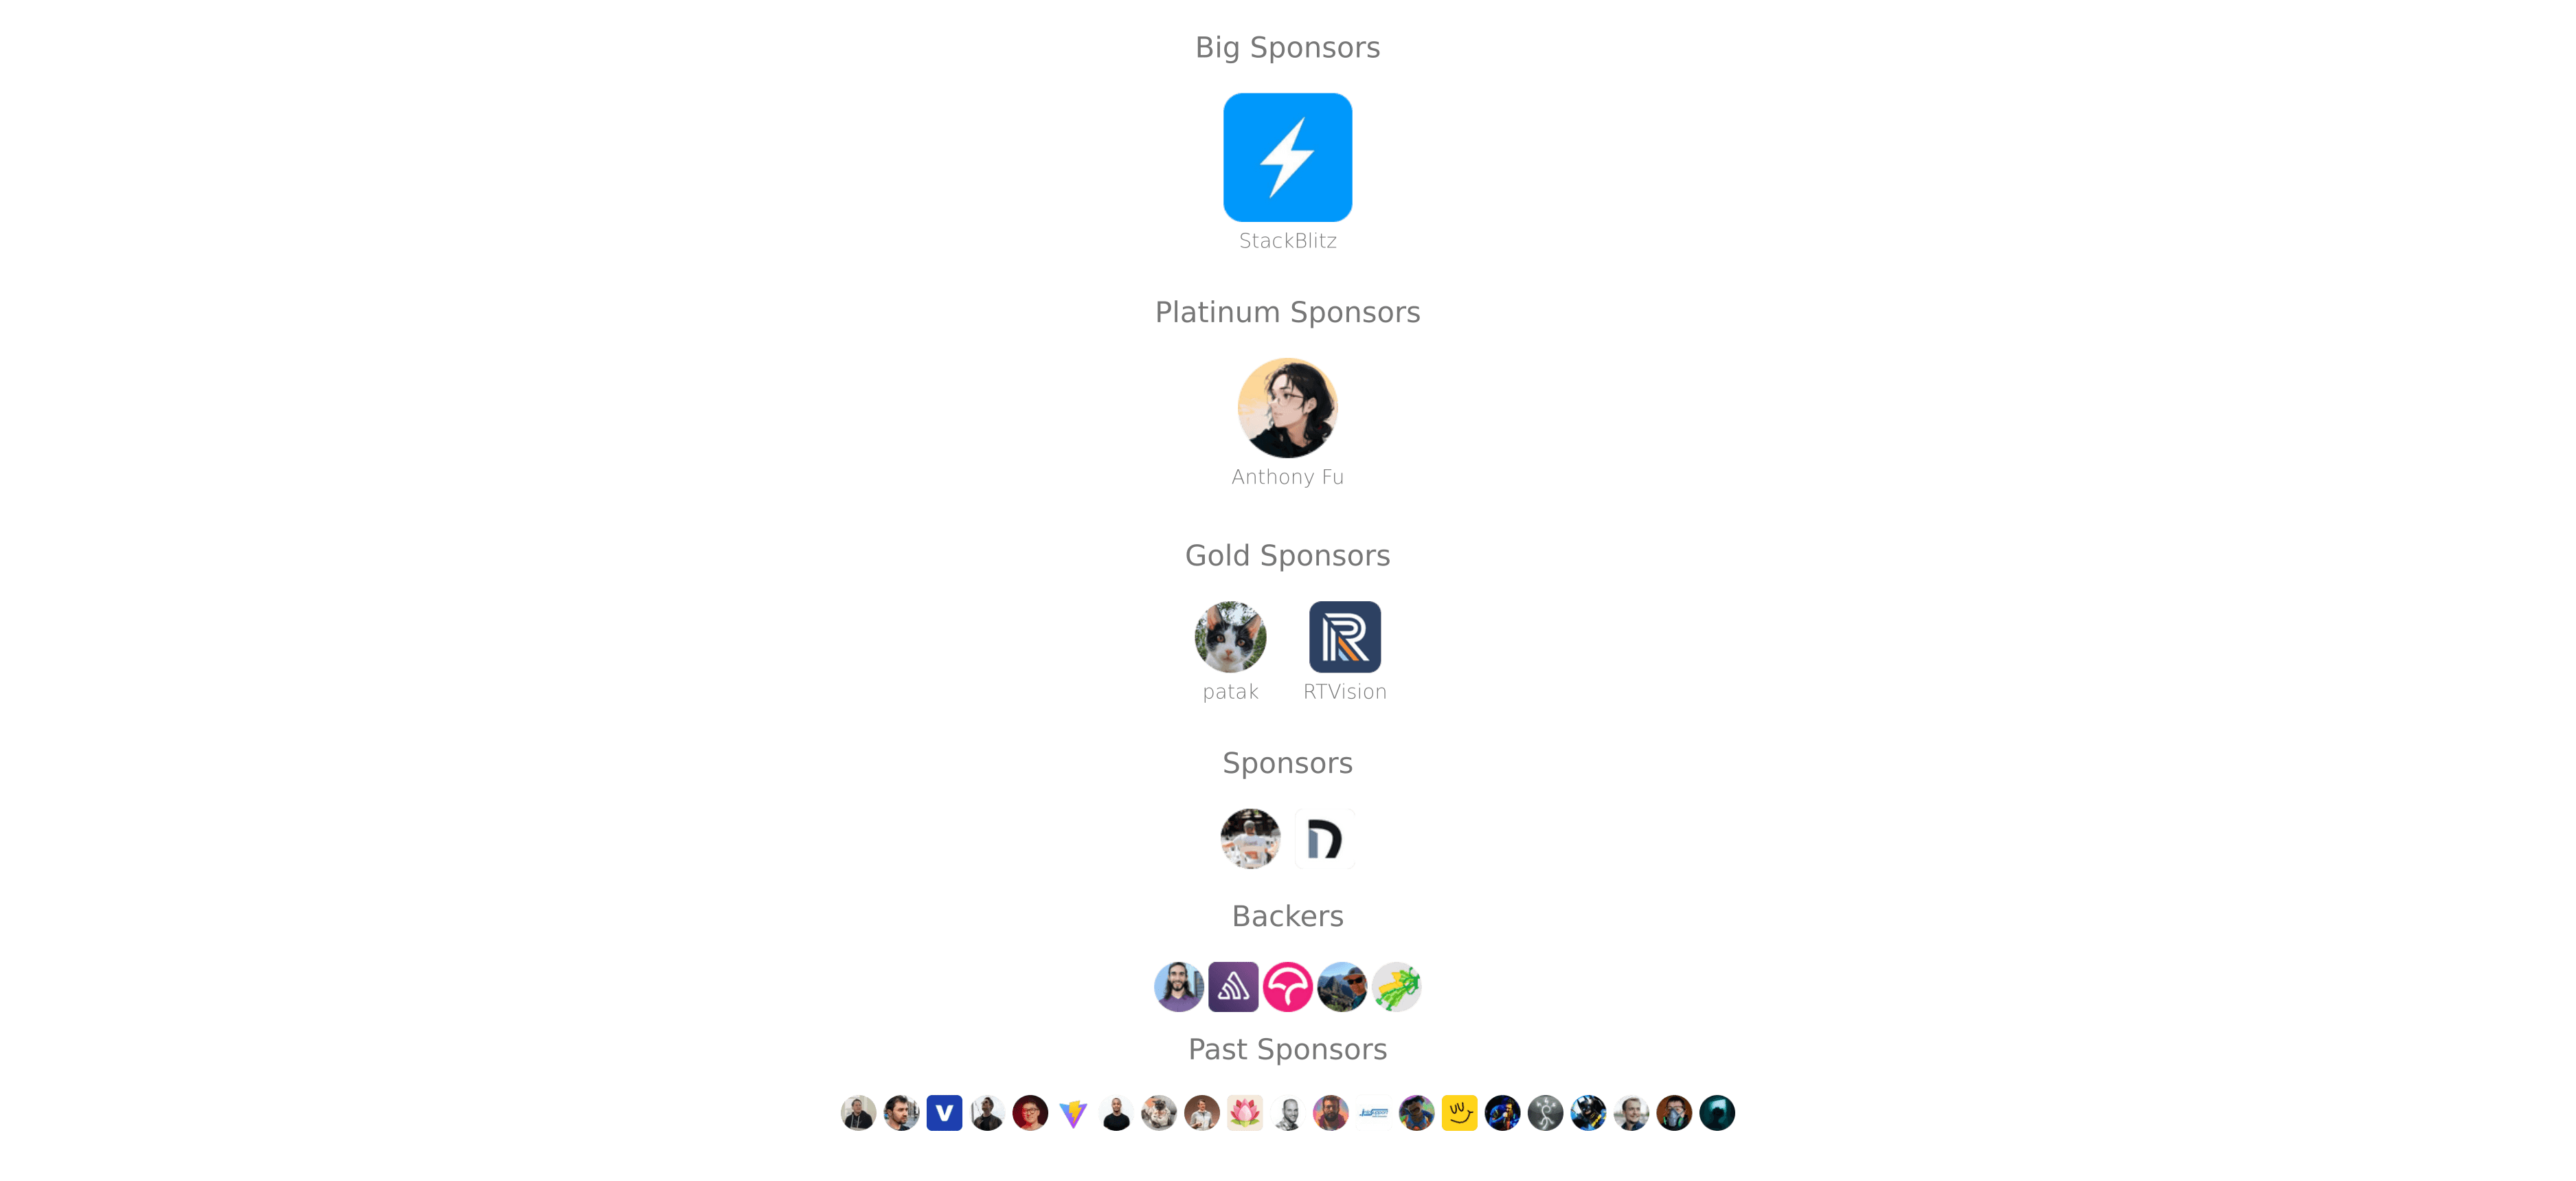 Big Sponsors
StackBlitz
Platinum Sponsors
Anthony Fu
Gold Sponsors
patak RTVision
Sponsors
Backers
Past Sponsors